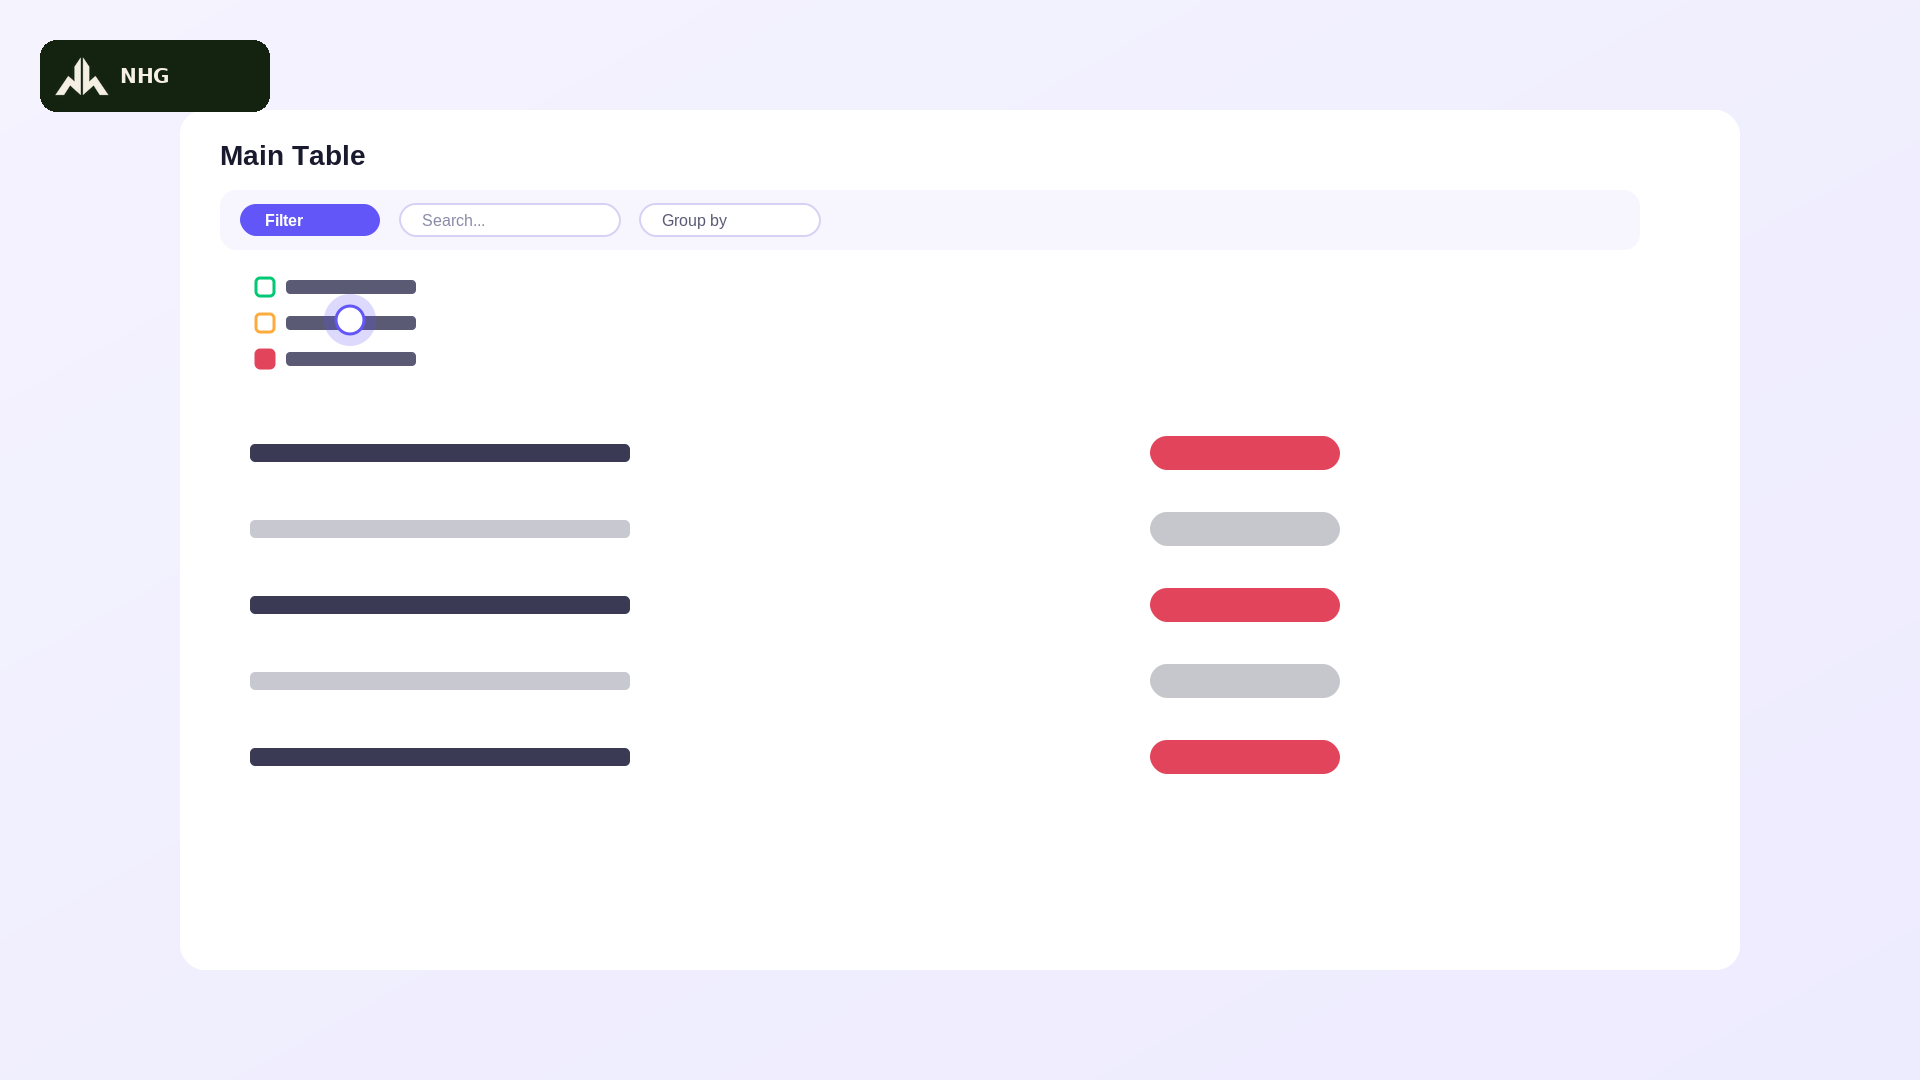 NHG
Main Table
Filter
Search...
Group by